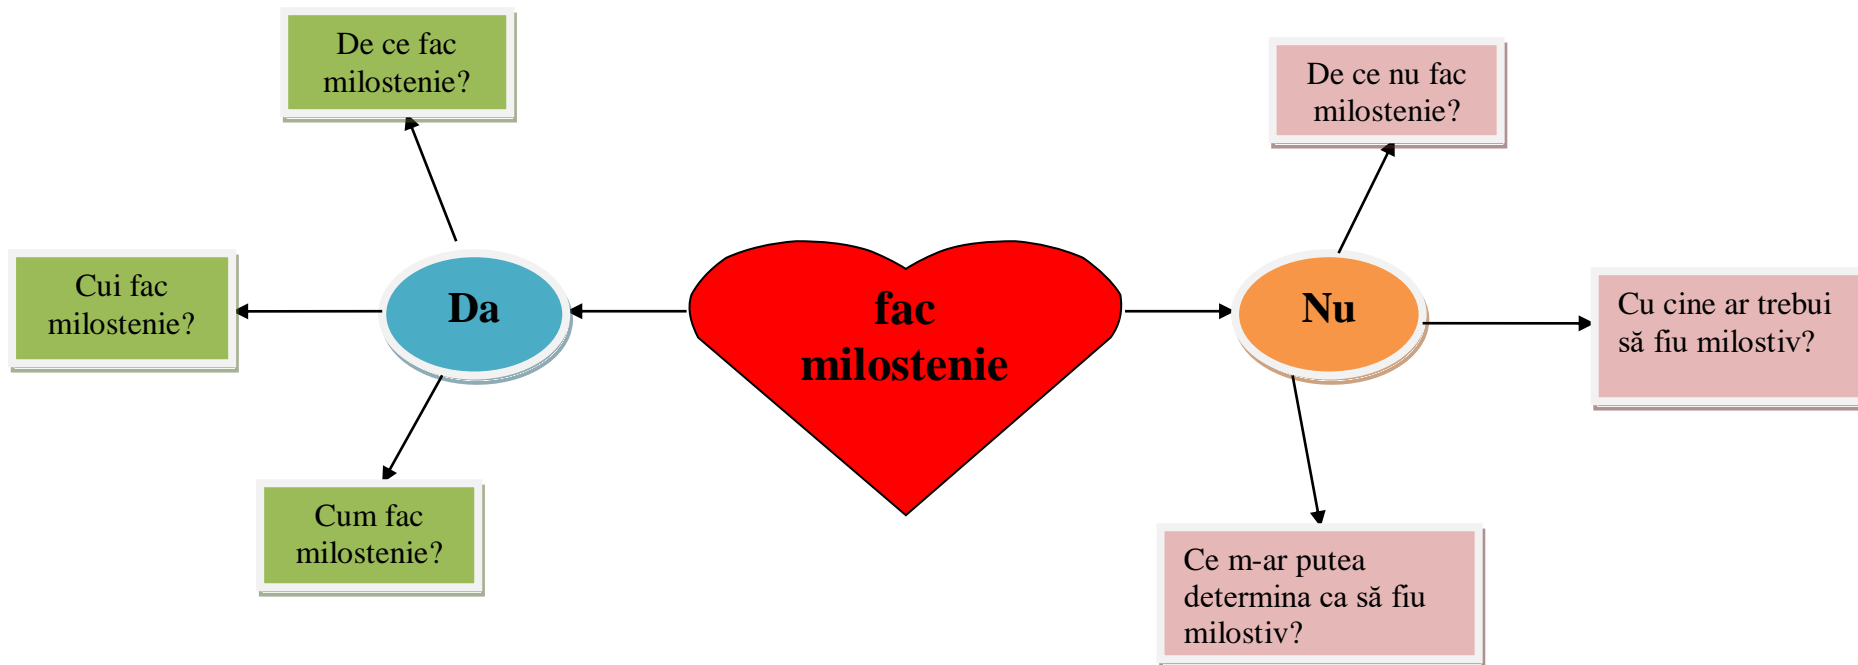 De ce fac
milostenie?
De ce nu fac
milostenie?
Cui fac
milostenie?
Da
fac
milostenie
Nu
Cu cine ar trebui
să fiu milostiv?
Cum fac
milostenie?
Ce m-ar putea
determina ca să fiu
milostiv?